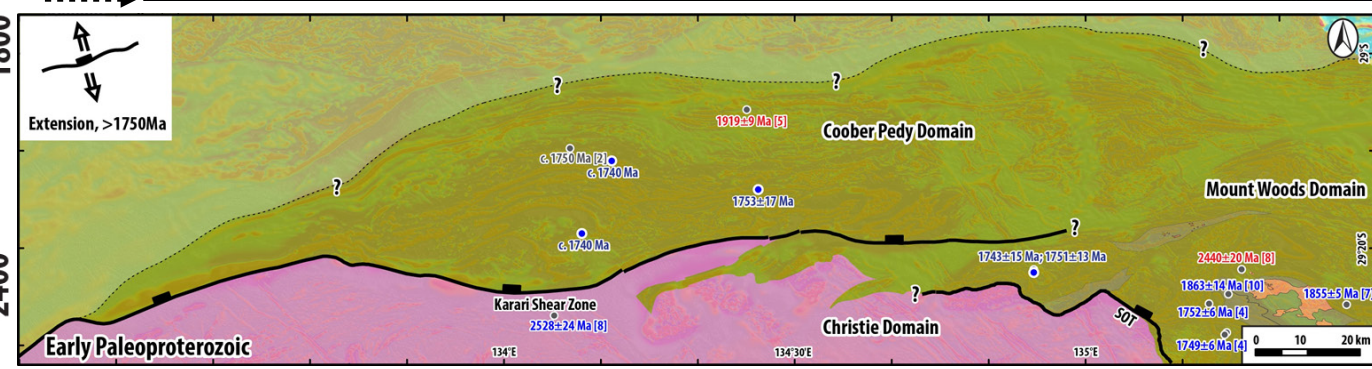 1800
2400
Extension, >1750Ma
?
?
?
29°S
1919±9 Ma [5]
Coober Pedy Domain
c. 1750 Ma [2]
c. 1740 Ma
?
1753±17 Ma
Mount Woods Domain
?
c. 1740 Ma
29°20'S
1743±15 Ma; 1751±13 Ma
2440±20 Ma [8]
1863±14 Ma [10]
1855±5 Ma [7]
?
Karari Shear Zone
1752±6 Ma [4]
2528±24 Ma [8]
Christie Domain
SOT
1749±6 Ma [4]
Early Paleoproterozoic
134°E
134°30'E
135°E
0 10 20 km